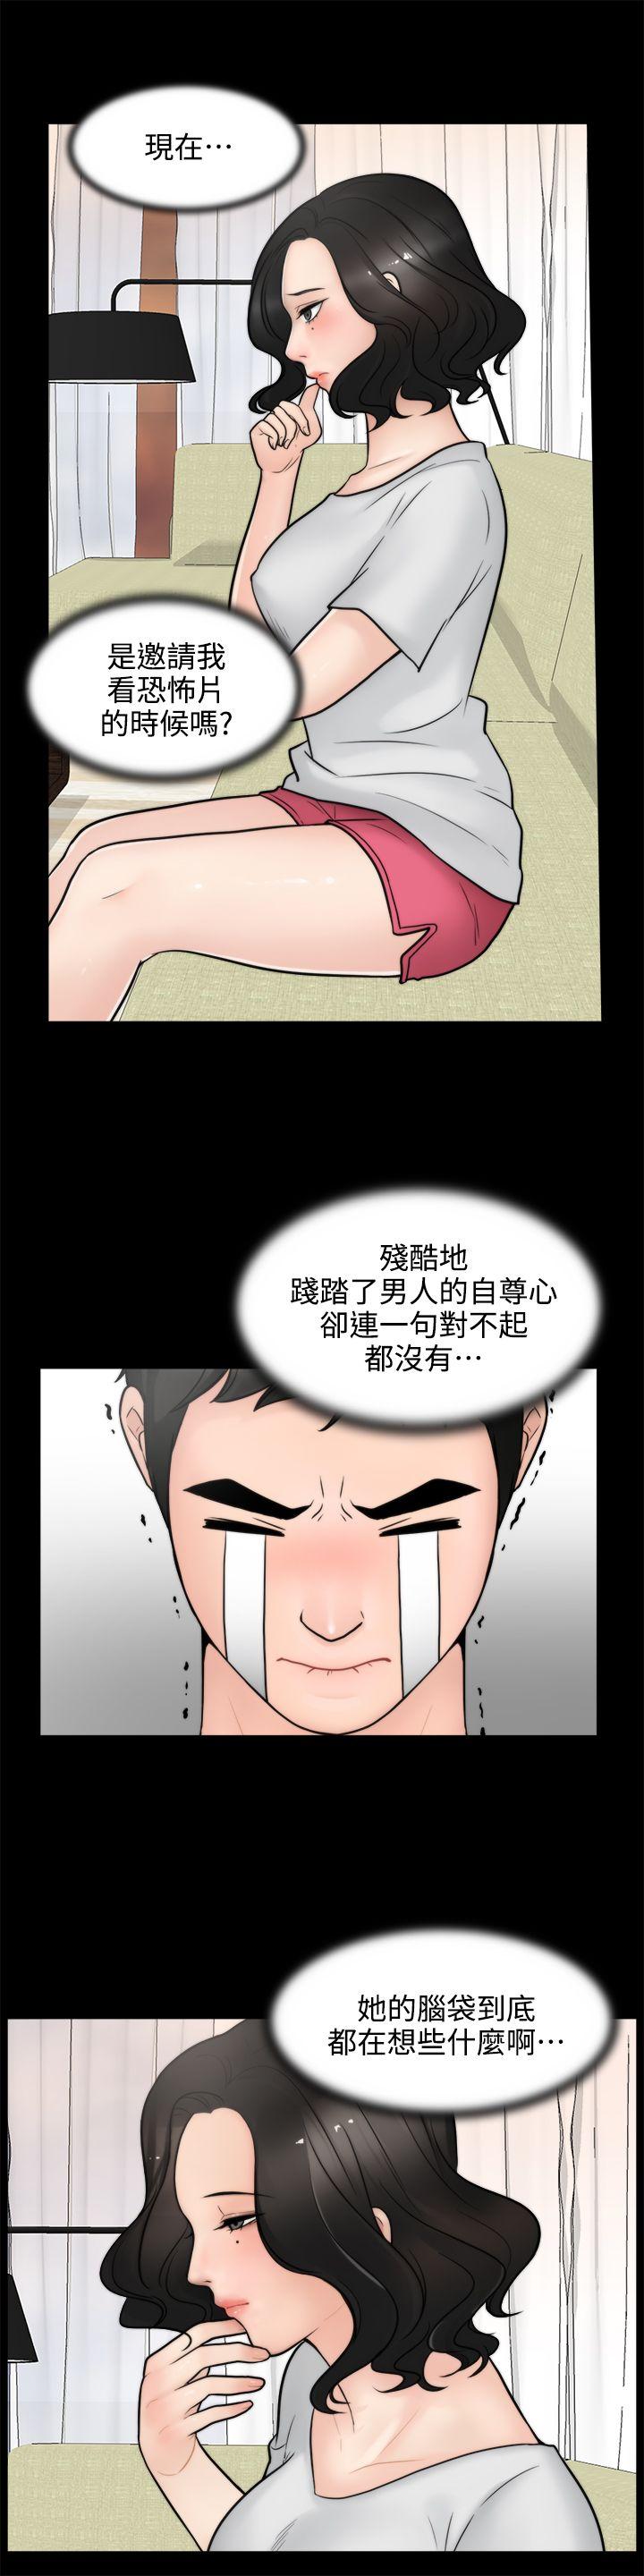 現在⋯
是邀請我
看恐怖片
的時候嗎?
殘酷地
踐踏了男人的自尊心
卻連一句對不起
都沒有⋯
她的腦袋到底
都在想些什麼啊⋯